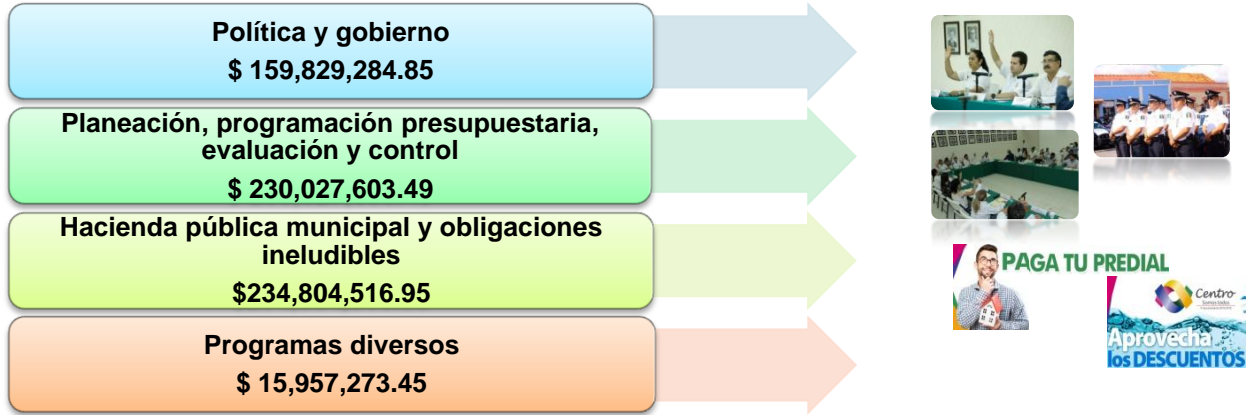 Política y gobierno
$ 159,829,284.85
Planeación, programación presupuestaria,
evaluación y control
$ 230,027,603.49
Hacienda pública municipal y obligaciones
ineludibles
$234,804,516.95
Programas diversos
$ 15,957,273.45
PAGA TU PREDIAL
Centro
Aprovecha
los DESCUENTOS